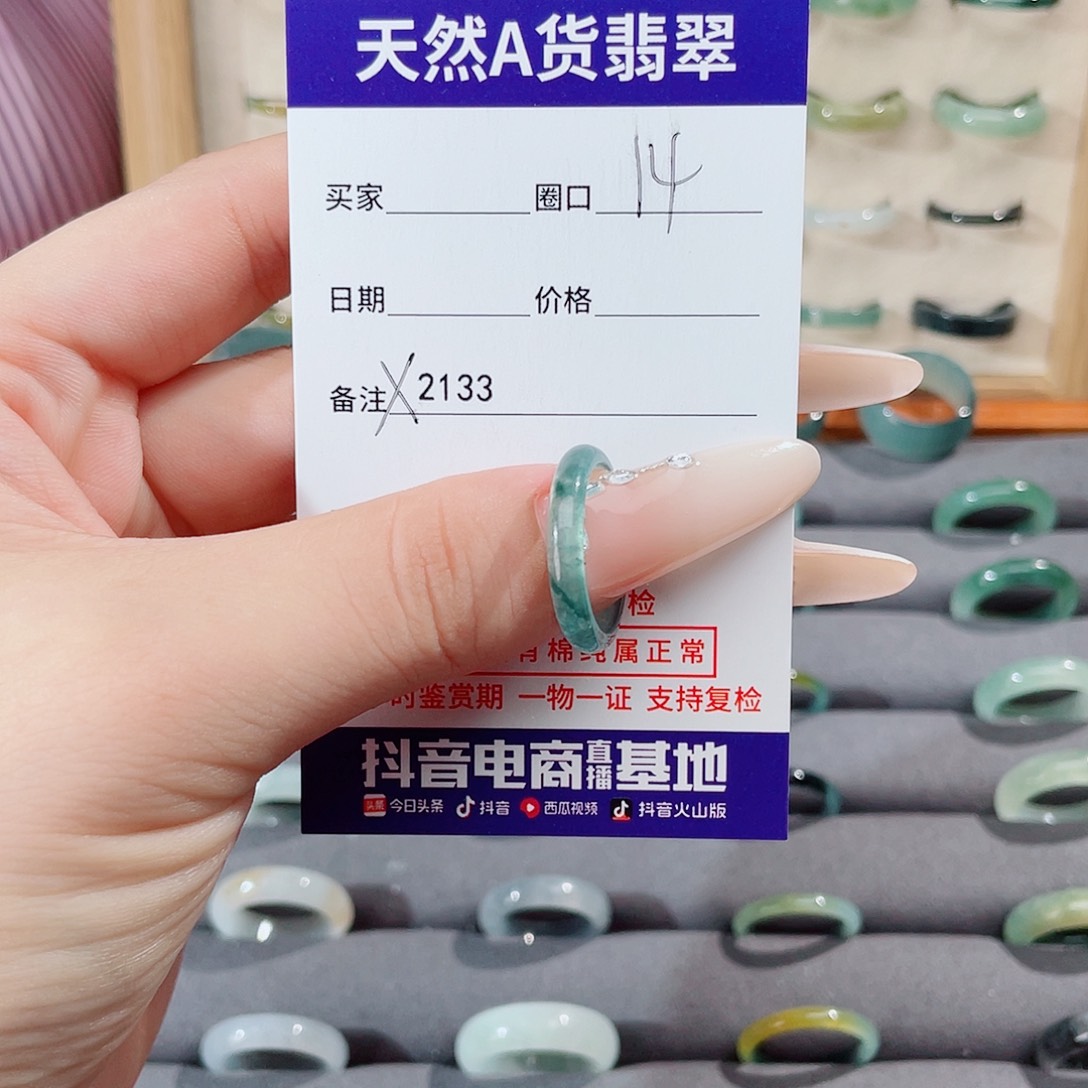 天然A货翡翠
买家 圈口 14
日期 价格
备注 X 2133
检
棉纯属正常
时鉴赏期 一物一证 支持复检
抖音电商直播基地
头条 今日头条 抖音 西瓜视频 抖音火山版